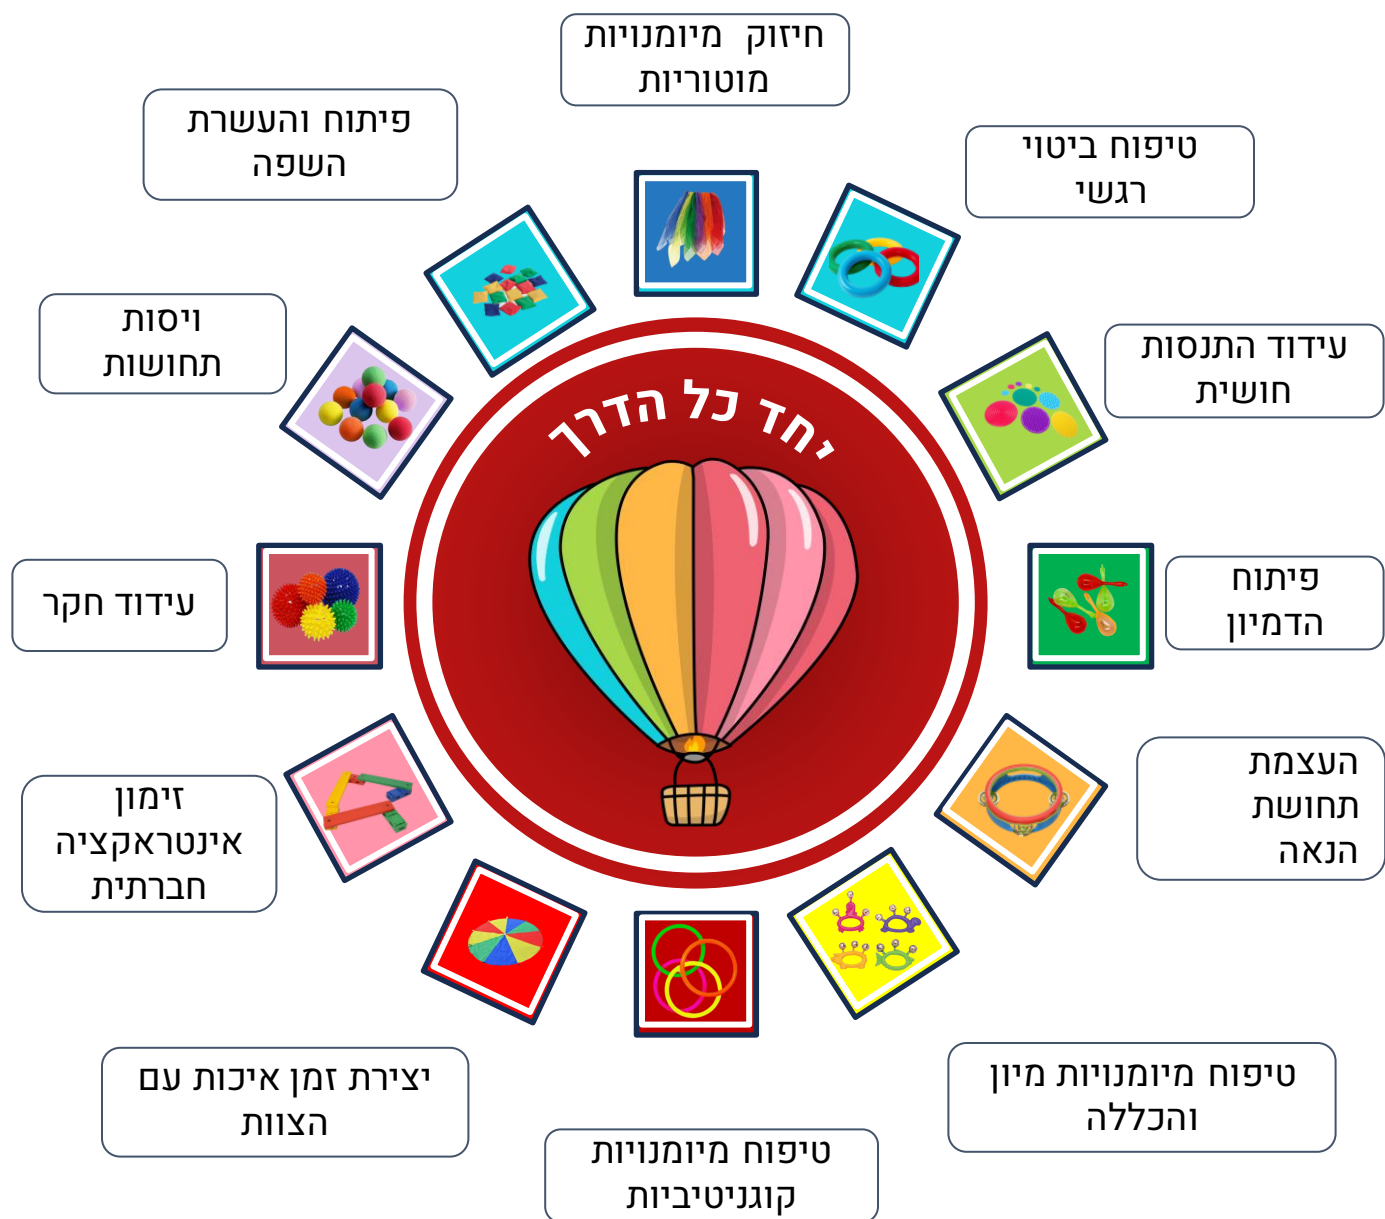 חיזוק מיומנויות
מוטוריות
טיפוח ביטוי
רגשי
עידוד התנסות
חושית
פיתוח
הדמיון
העצמת
תחושת
הנאה
טיפוח מיומנויות מיון
והכללה
טיפוח מיומנויות
קוגניטיביות
יצירת זמן איכות עם
הצוות
זימון
אינטראקציה
חברתית
עידוד חקר
ויסות
תחושות
פיתוח והעשרת
השפה
יחד כל הדרך